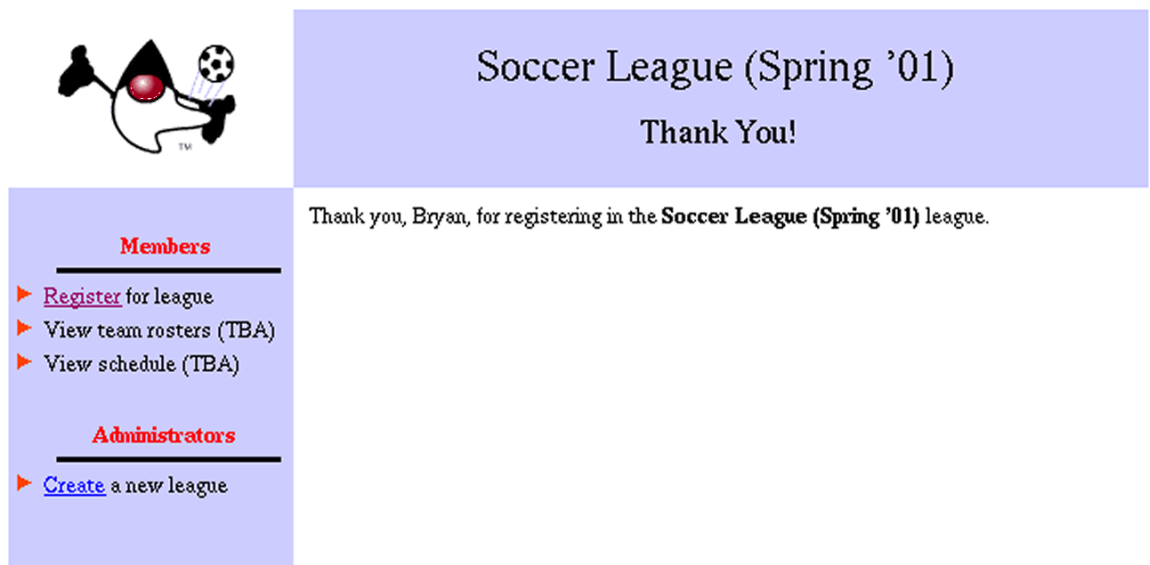 TM
Soccer League (Spring ’01)
Thank You!
Members
Register for league
View team rosters (TBA)
View schedule (TBA)
Administrators
Create a new league
Thank you, Bryan, for registering in the Soccer League (Spring ’01) league.